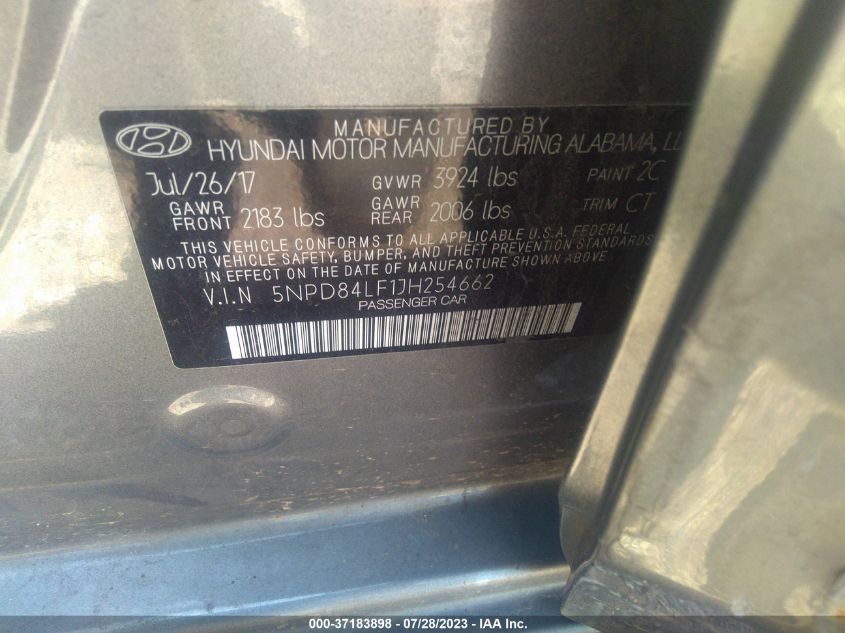 MANUFACTURED BY
HYUNDAI MOTOR MANUFACTURING ALABAMA, LL
Jul/26/17 GVWR 3924 lbs PAINT 2C
GAWR FRONT 2183 lbs GAWR REAR 2006 lbs TRIM CT
THIS VEHICLE CONFORMS TO ALL APPLICABLE U.S.A. FEDERAL
MOTOR VEHICLE SAFETY, BUMPER, AND THEFT PREVENTION STANDARDS
IN EFFECT ON THE DATE OF MANUFACTURE SHOWN ABOVE.
V.I.N 5NPD84LF1JH254662
PASSENGER CAR
000-37183898 - 07/28/2023 - IAA Inc.